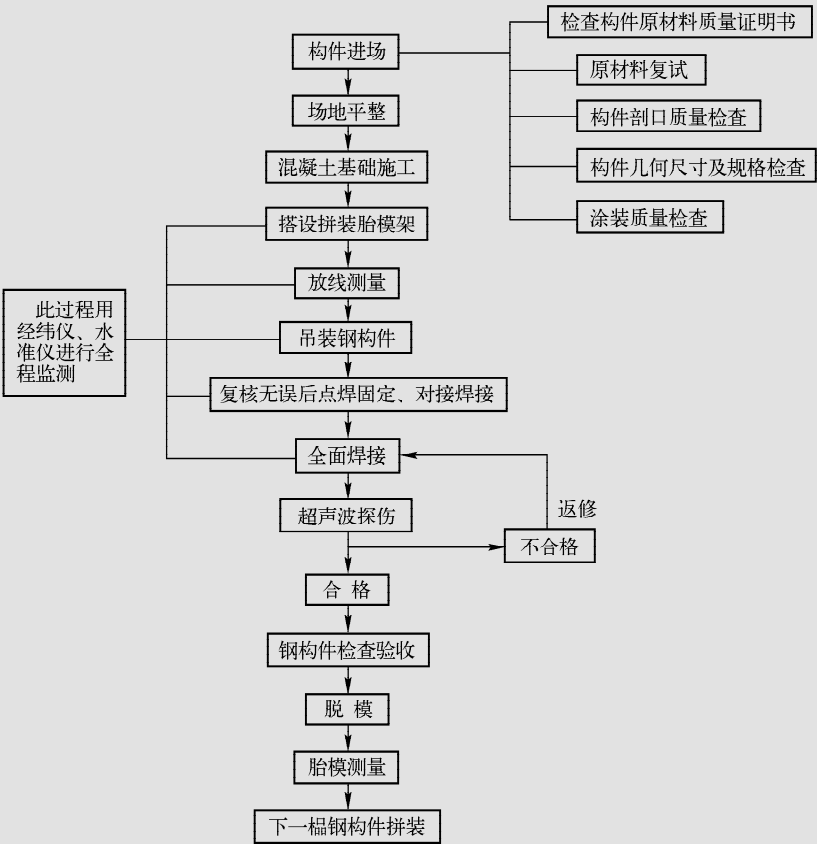 构件进场
检查构件原材料质量证明书
原材料复试
构件剖口质量检查
构件几何尺寸及规格检查
涂装质量检查
场地平整
混凝土基础施工
搭设拼装胎模架
放线测量
此过程用
经纬仪、水
准仪进行全
程监测
吊装钢构件
复核无误后点焊固定、对接焊接
全面焊接
超声波探伤
返修
不合格
合 格
钢构件检查验收
脱 模
胎模测量
下一榀钢构件拼装